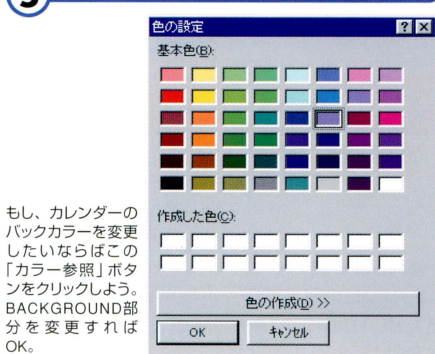 3
色の設定
基本色(B):
作成した色(C):
色の作成(D) >>
OK
キャンセル
もし、カレンダーの
バックカラーを変更
したいならばこの
「カラー参照」ボタ
ンをクリックしよう。
BACKGROUND部
分を変更すれば
OK。